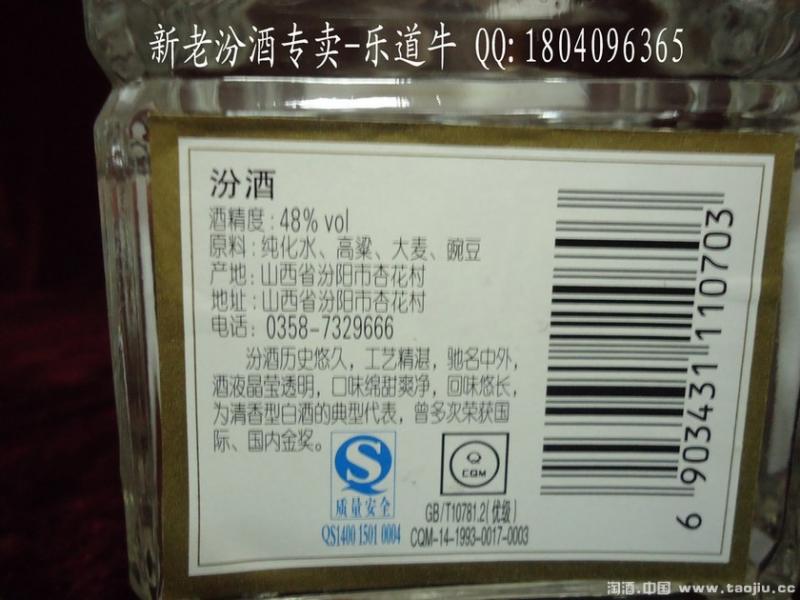 新老汾酒专卖-乐道牛 QQ:1804096365
汾酒
酒精度:48%vol
原料:纯化水、高粱、大麦、豌豆
产地:山西省汾阳市杏花村
地址:山西省汾阳市杏花村
电话:0358-7329666
汾酒历史悠久，工艺精湛，驰名中外，
酒液晶莹透明，口味绵甜爽净，回味悠长，
为清香型白酒的典型代表，曾多次荣获国
际、国内金奖。
质量安全
QS1400 1501 0004
Q
CQM
GB/T10781.2(优级)
CQM-14-1993-0017-0003
6 903431 110703
淘酒.中国 www.taojiu.cc